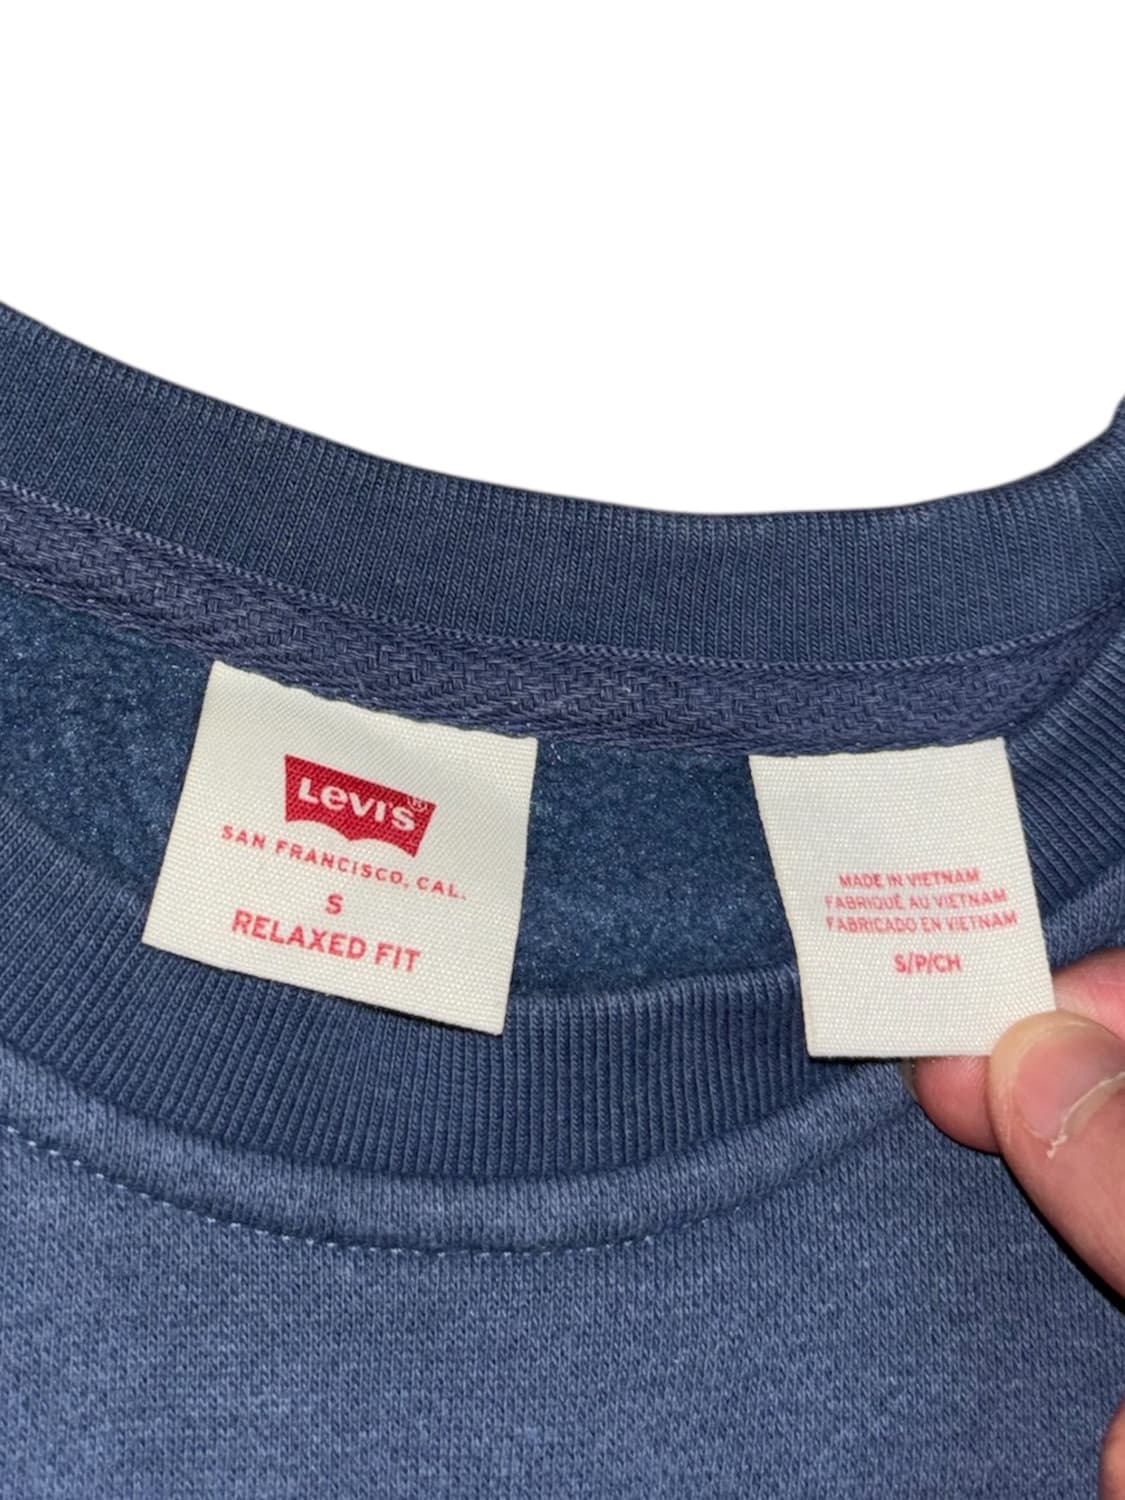 LEVI'S®
SAN FRANCISCO, CAL.
S
RELAXED FIT
MADE IN VIETNAM
FABRIQUÉ AU VIETNAM
FABRICADO EN VIETNAM
S/P/CH